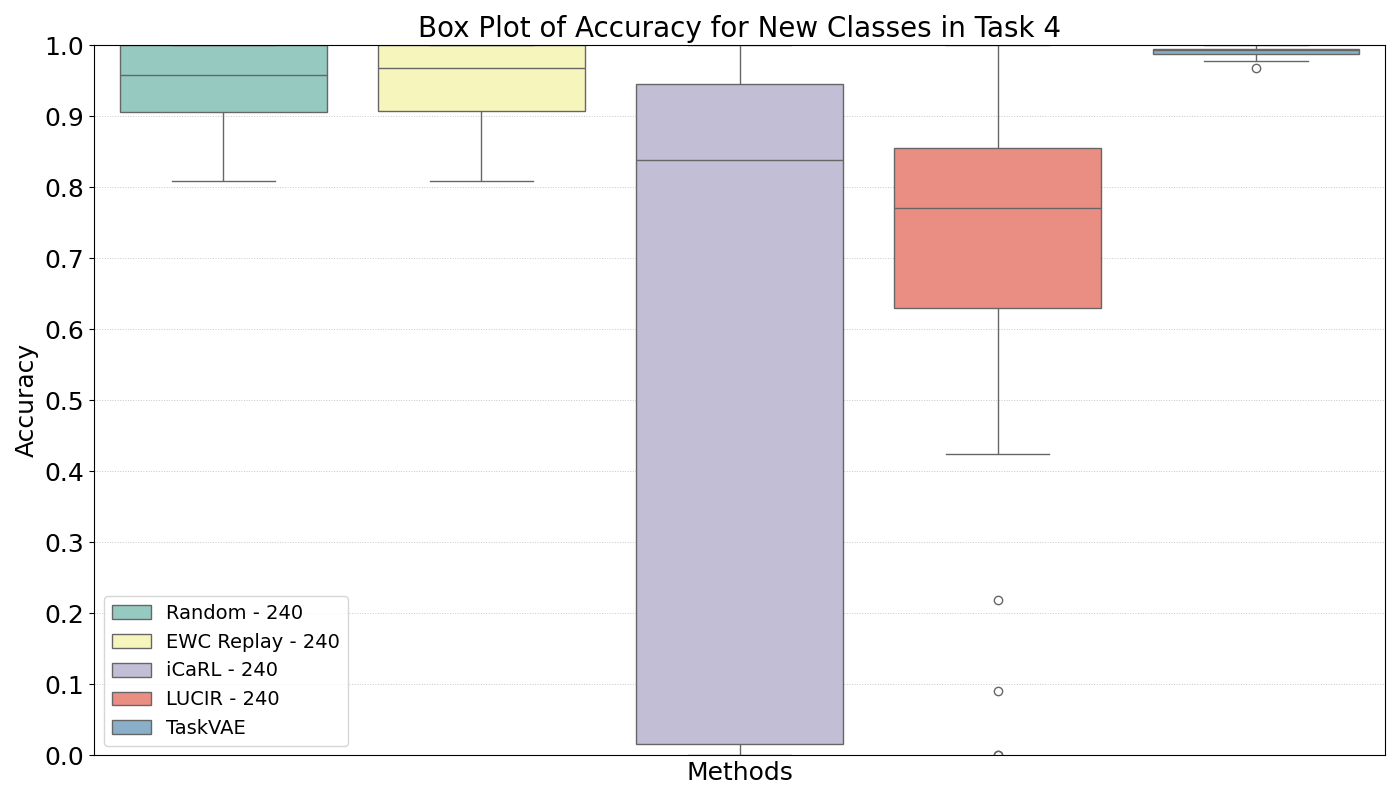 Box Plot of Accuracy for New Classes in Task 4
1.0
0.9
0.8
0.7
0.6
0.5
0.4
0.3
0.2
0.1
0.0
Accuracy
Random - 240
EWC Replay - 240
iCaRL - 240
LUCIR - 240
TaskVAE
Methods